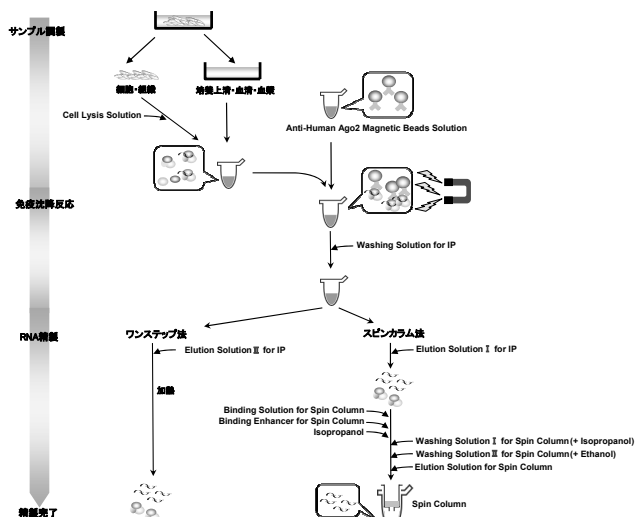 サンプル調製
細胞・組織
培養上清・血清・血漿
Cell Lysis Solution
Anti-Human Ago2 Magnetic Beads Solution
免疫沈降反応
Washing Solution for IP
RNA精製
ワンステップ法
スピンカラム法
Elution Solution Ⅱ for IP
Elution Solution Ⅰ for IP
加熱
Binding Solution for Spin Column
Binding Enhancer for Spin Column
Isopropanol
Washing Solution Ⅰ for Spin Column(+ Isopropanol)
Washing Solution Ⅲ for Spin Column(+ Ethanol)
Elution Solution for Spin Column
Spin Column
精製完了